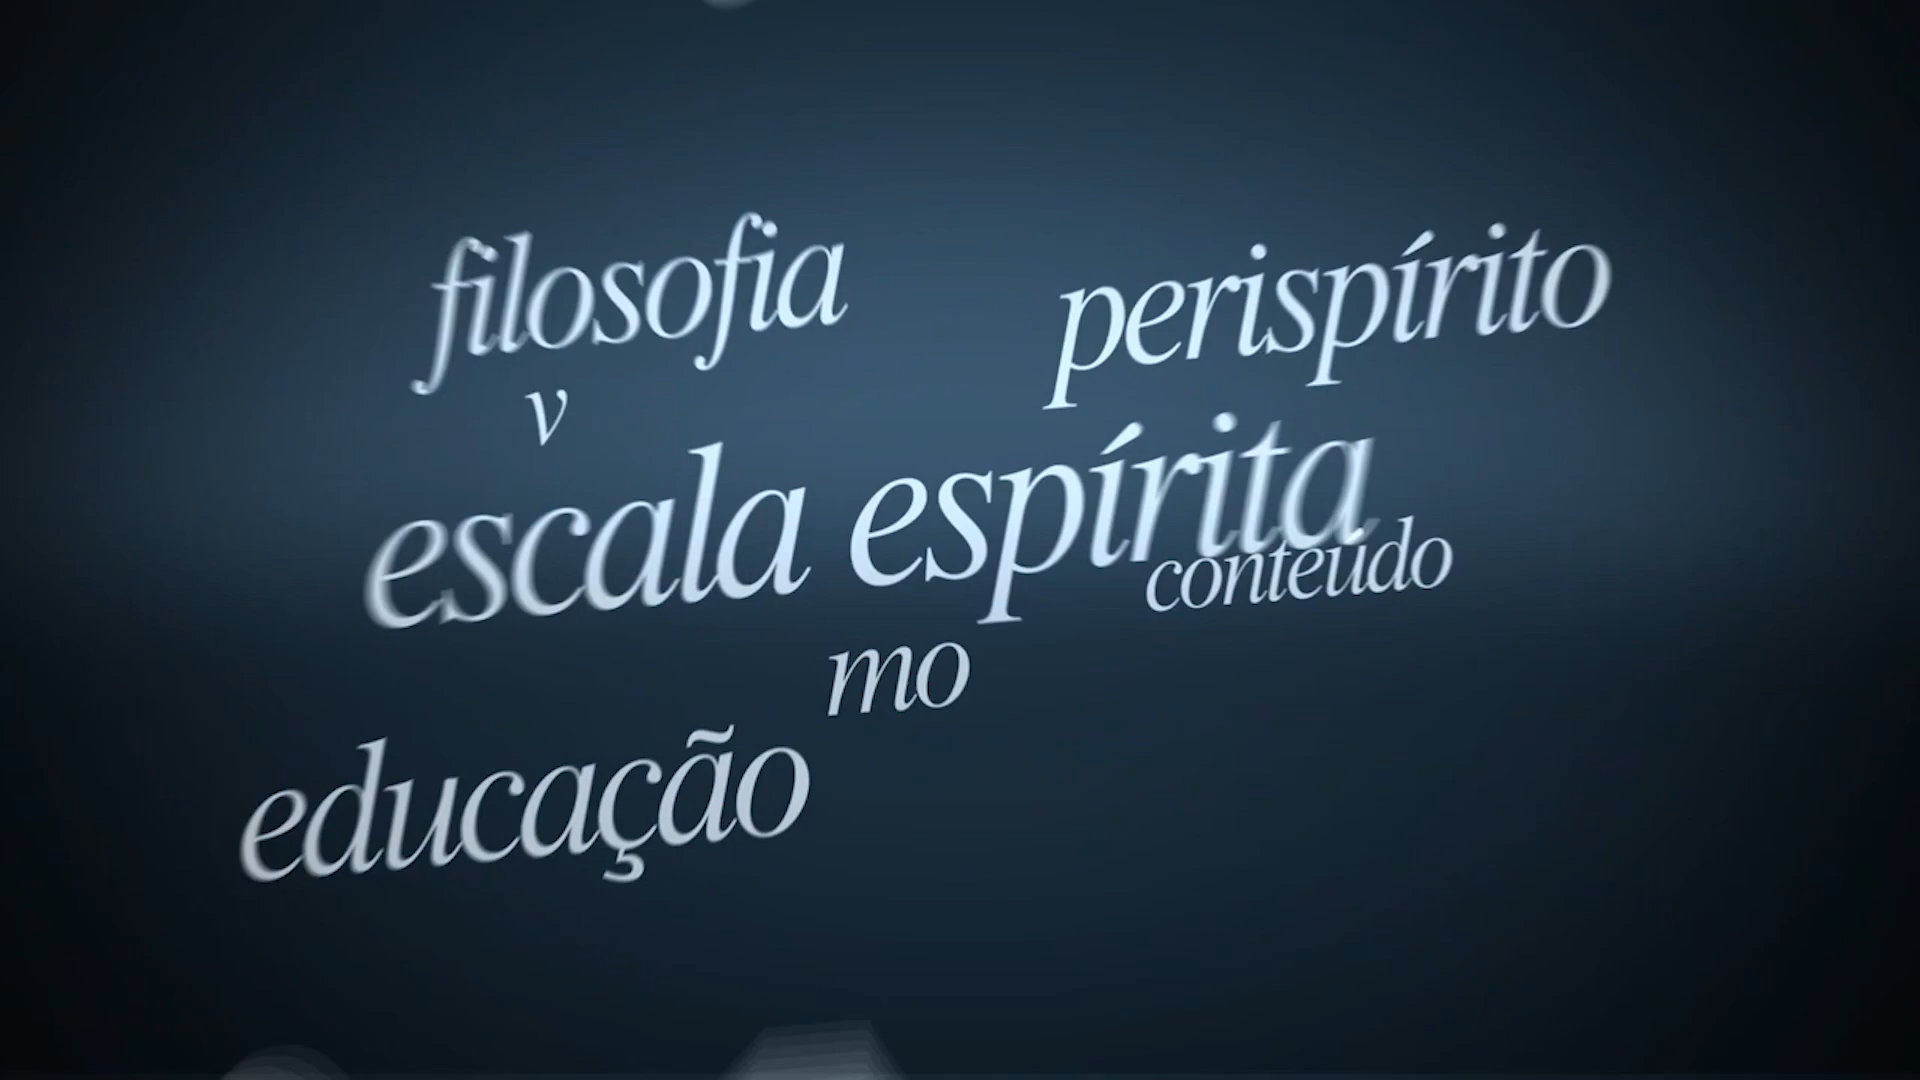 filosofia
perispírito
v
escala espírita
conteúdo
mo
educação